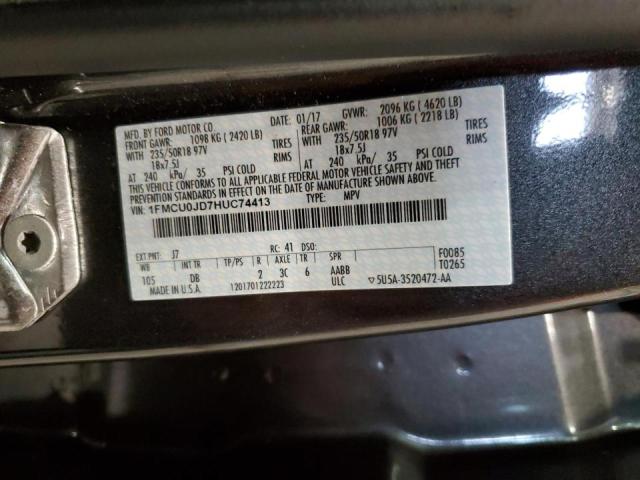 MFD. BY FORD MOTOR CO. DATE: 01/17 GVWR: 2096 KG ( 4620 LB)
FRONT GAWR: 1098 KG ( 2420 LB) REAR GAWR: 1006 KG ( 2218 LB)
WITH 235/50R18 97V TIRES WITH 235/50R18 97V TIRES
18x7.5J RIMS 18x7.5J RIMS
AT 240 kPa/ 35 PSI COLD AT 240 kPa/ 35 PSI COLD
THIS VEHICLE CONFORMS TO ALL APPLICABLE FEDERAL MOTOR VEHICLE SAFETY AND THEFT
PREVENTION STANDARDS IN EFFECT ON THE DATE OF MANUFACTURE SHOWN ABOVE.
VIN: 1FMCU0JD7HUC74413 TYPE: MPV
EXT PNT: J7 RC: 41 DSO: F0085
WB INT TR TP/PS R AXLE TR SPR T0265
105 DB 2 3C 6 AABB
MADE IN U.S.A. 1201701222223 ULC 5U5A-3520472-AA